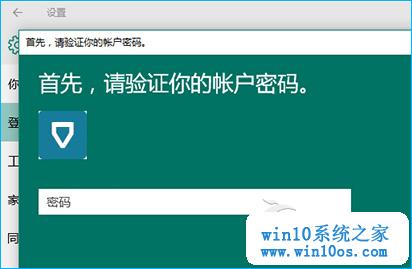 ← 设置
首先，请验证你的帐户密码。
首先，请验证你的帐户密码。
你
登
工
密码
家
同
win10系统之家
www.win10os.com